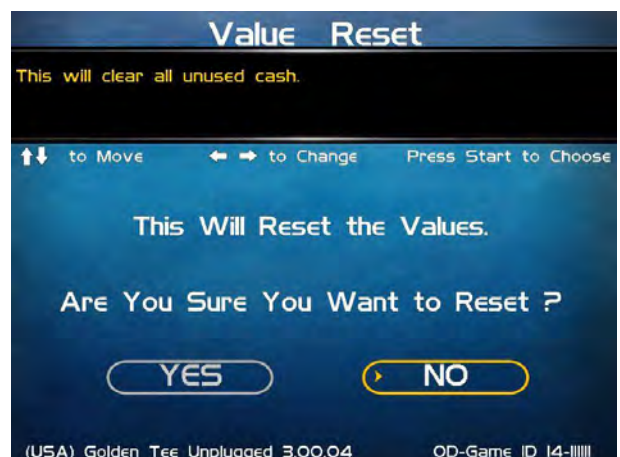 Value Reset
This will clear all unused cash.
to Move to Change Press Start to Choose
This Will Reset the Values.
Are You Sure You Want to Reset ?
YES NO
(USA) Golden Tee Unplugged 3.00.04 OD-Game ID 14-111111